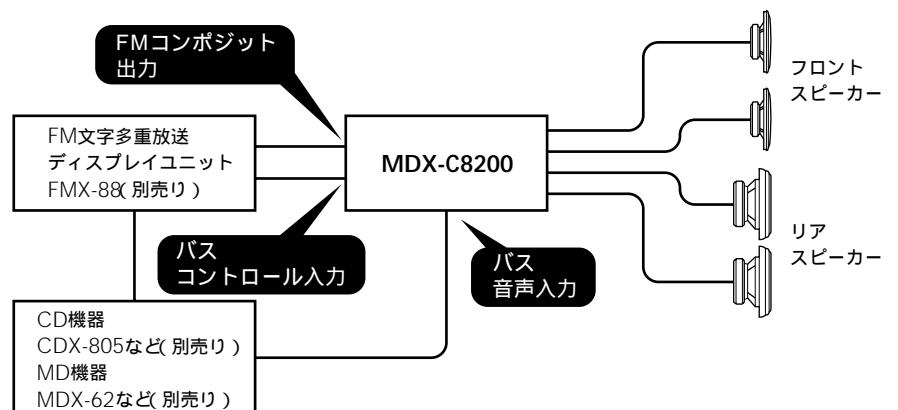 FMコンポジット
出力
フロント
スピーカー
FM文字多重放送
ディスプレイユニット
FMX-88(別売り)
MDX-C8200
リア
スピーカー
バス
コントロール入力
バス
音声入力
CD機器
CDX-805など(別売り)
MD機器
MDX-62など(別売り)